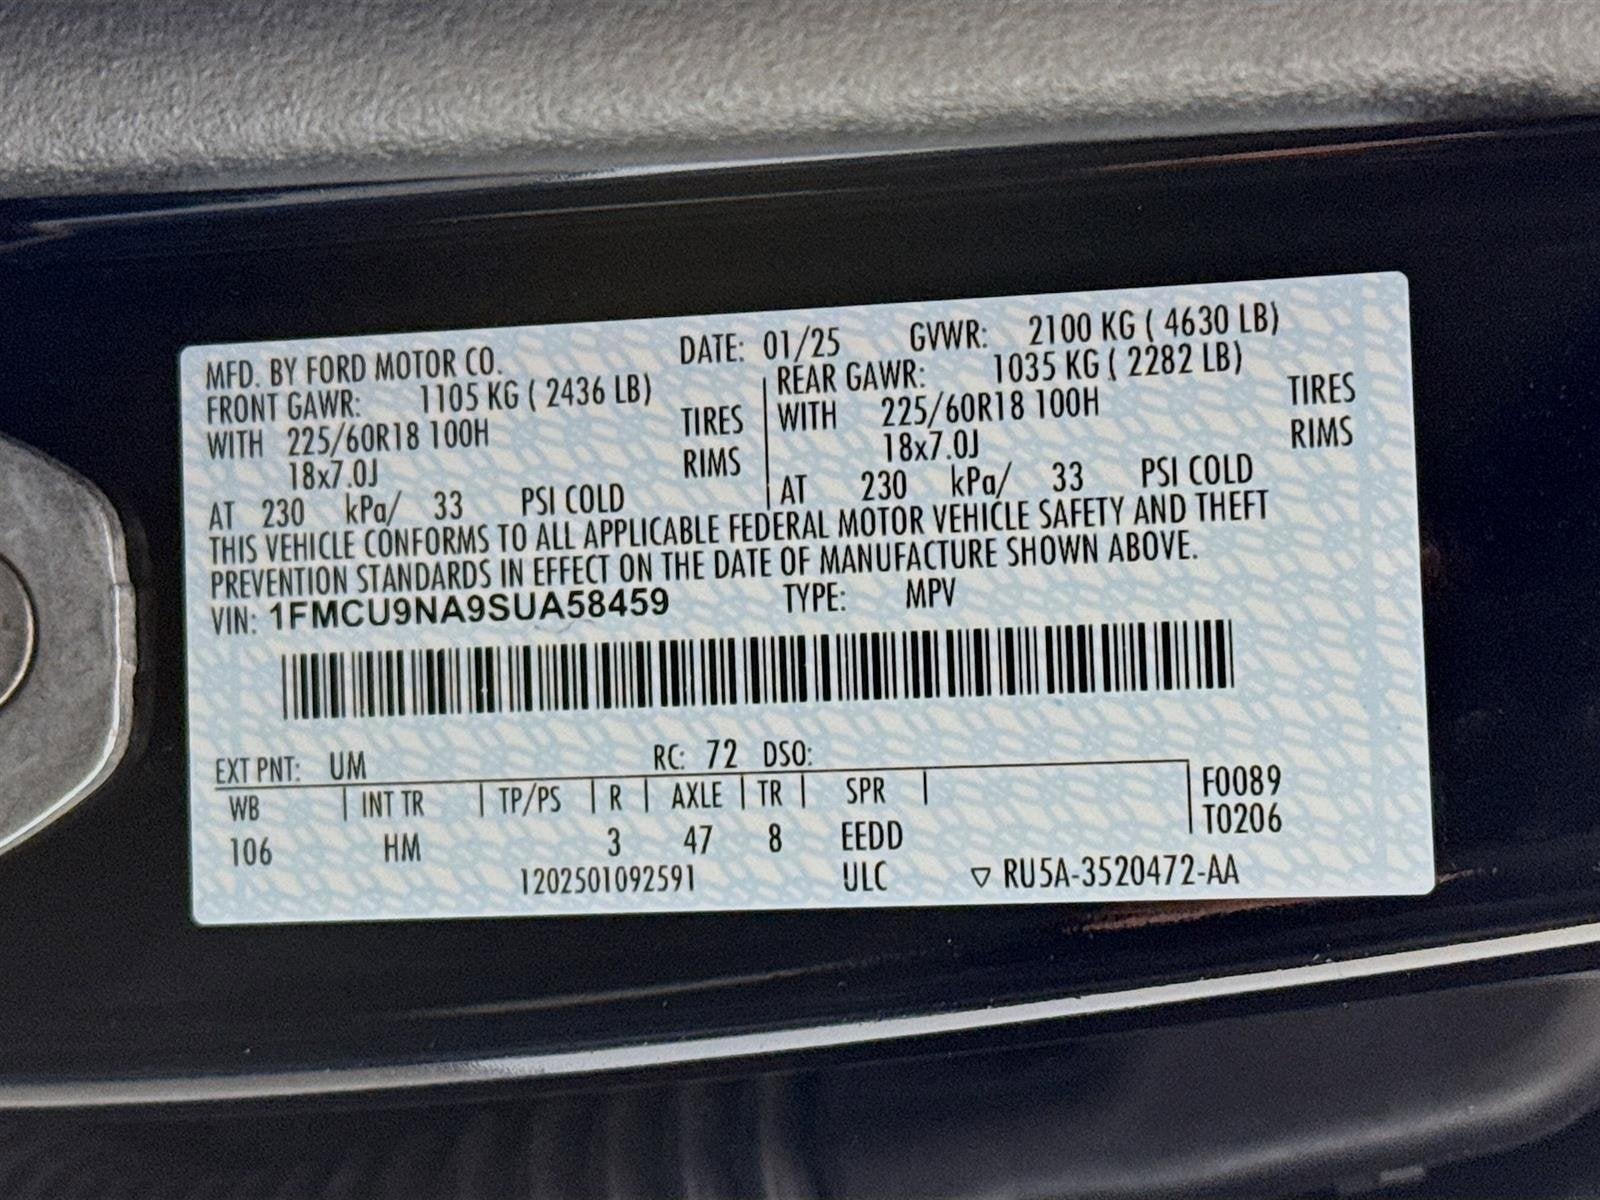 MFD. BY FORD MOTOR CO. DATE: 01/25 GVWR: 2100 KG ( 4630 LB)
FRONT GAWR: 1105 KG ( 2436 LB) REAR GAWR: 1035 KG ( 2282 LB)
WITH 225/60R18 100H TIRES WITH 225/60R18 100H TIRES
18x7.0J RIMS 18x7.0J RIMS
AT 230 kPa/ 33 PSI COLD AT 230 kPa/ 33 PSI COLD
THIS VEHICLE CONFORMS TO ALL APPLICABLE FEDERAL MOTOR VEHICLE SAFETY AND THEFT
PREVENTION STANDARDS IN EFFECT ON THE DATE OF MANUFACTURE SHOWN ABOVE.
VIN: 1FMCU9NA9SUA58459 TYPE: MPV
EXT PNT: UM RC: 72 DSO:
WB INT TR TP/PS R AXLE TR SPR F0089
106 HM 3 47 8 EEDD T0206
1202501092591 ULC ▽ RU5A-3520472-AA